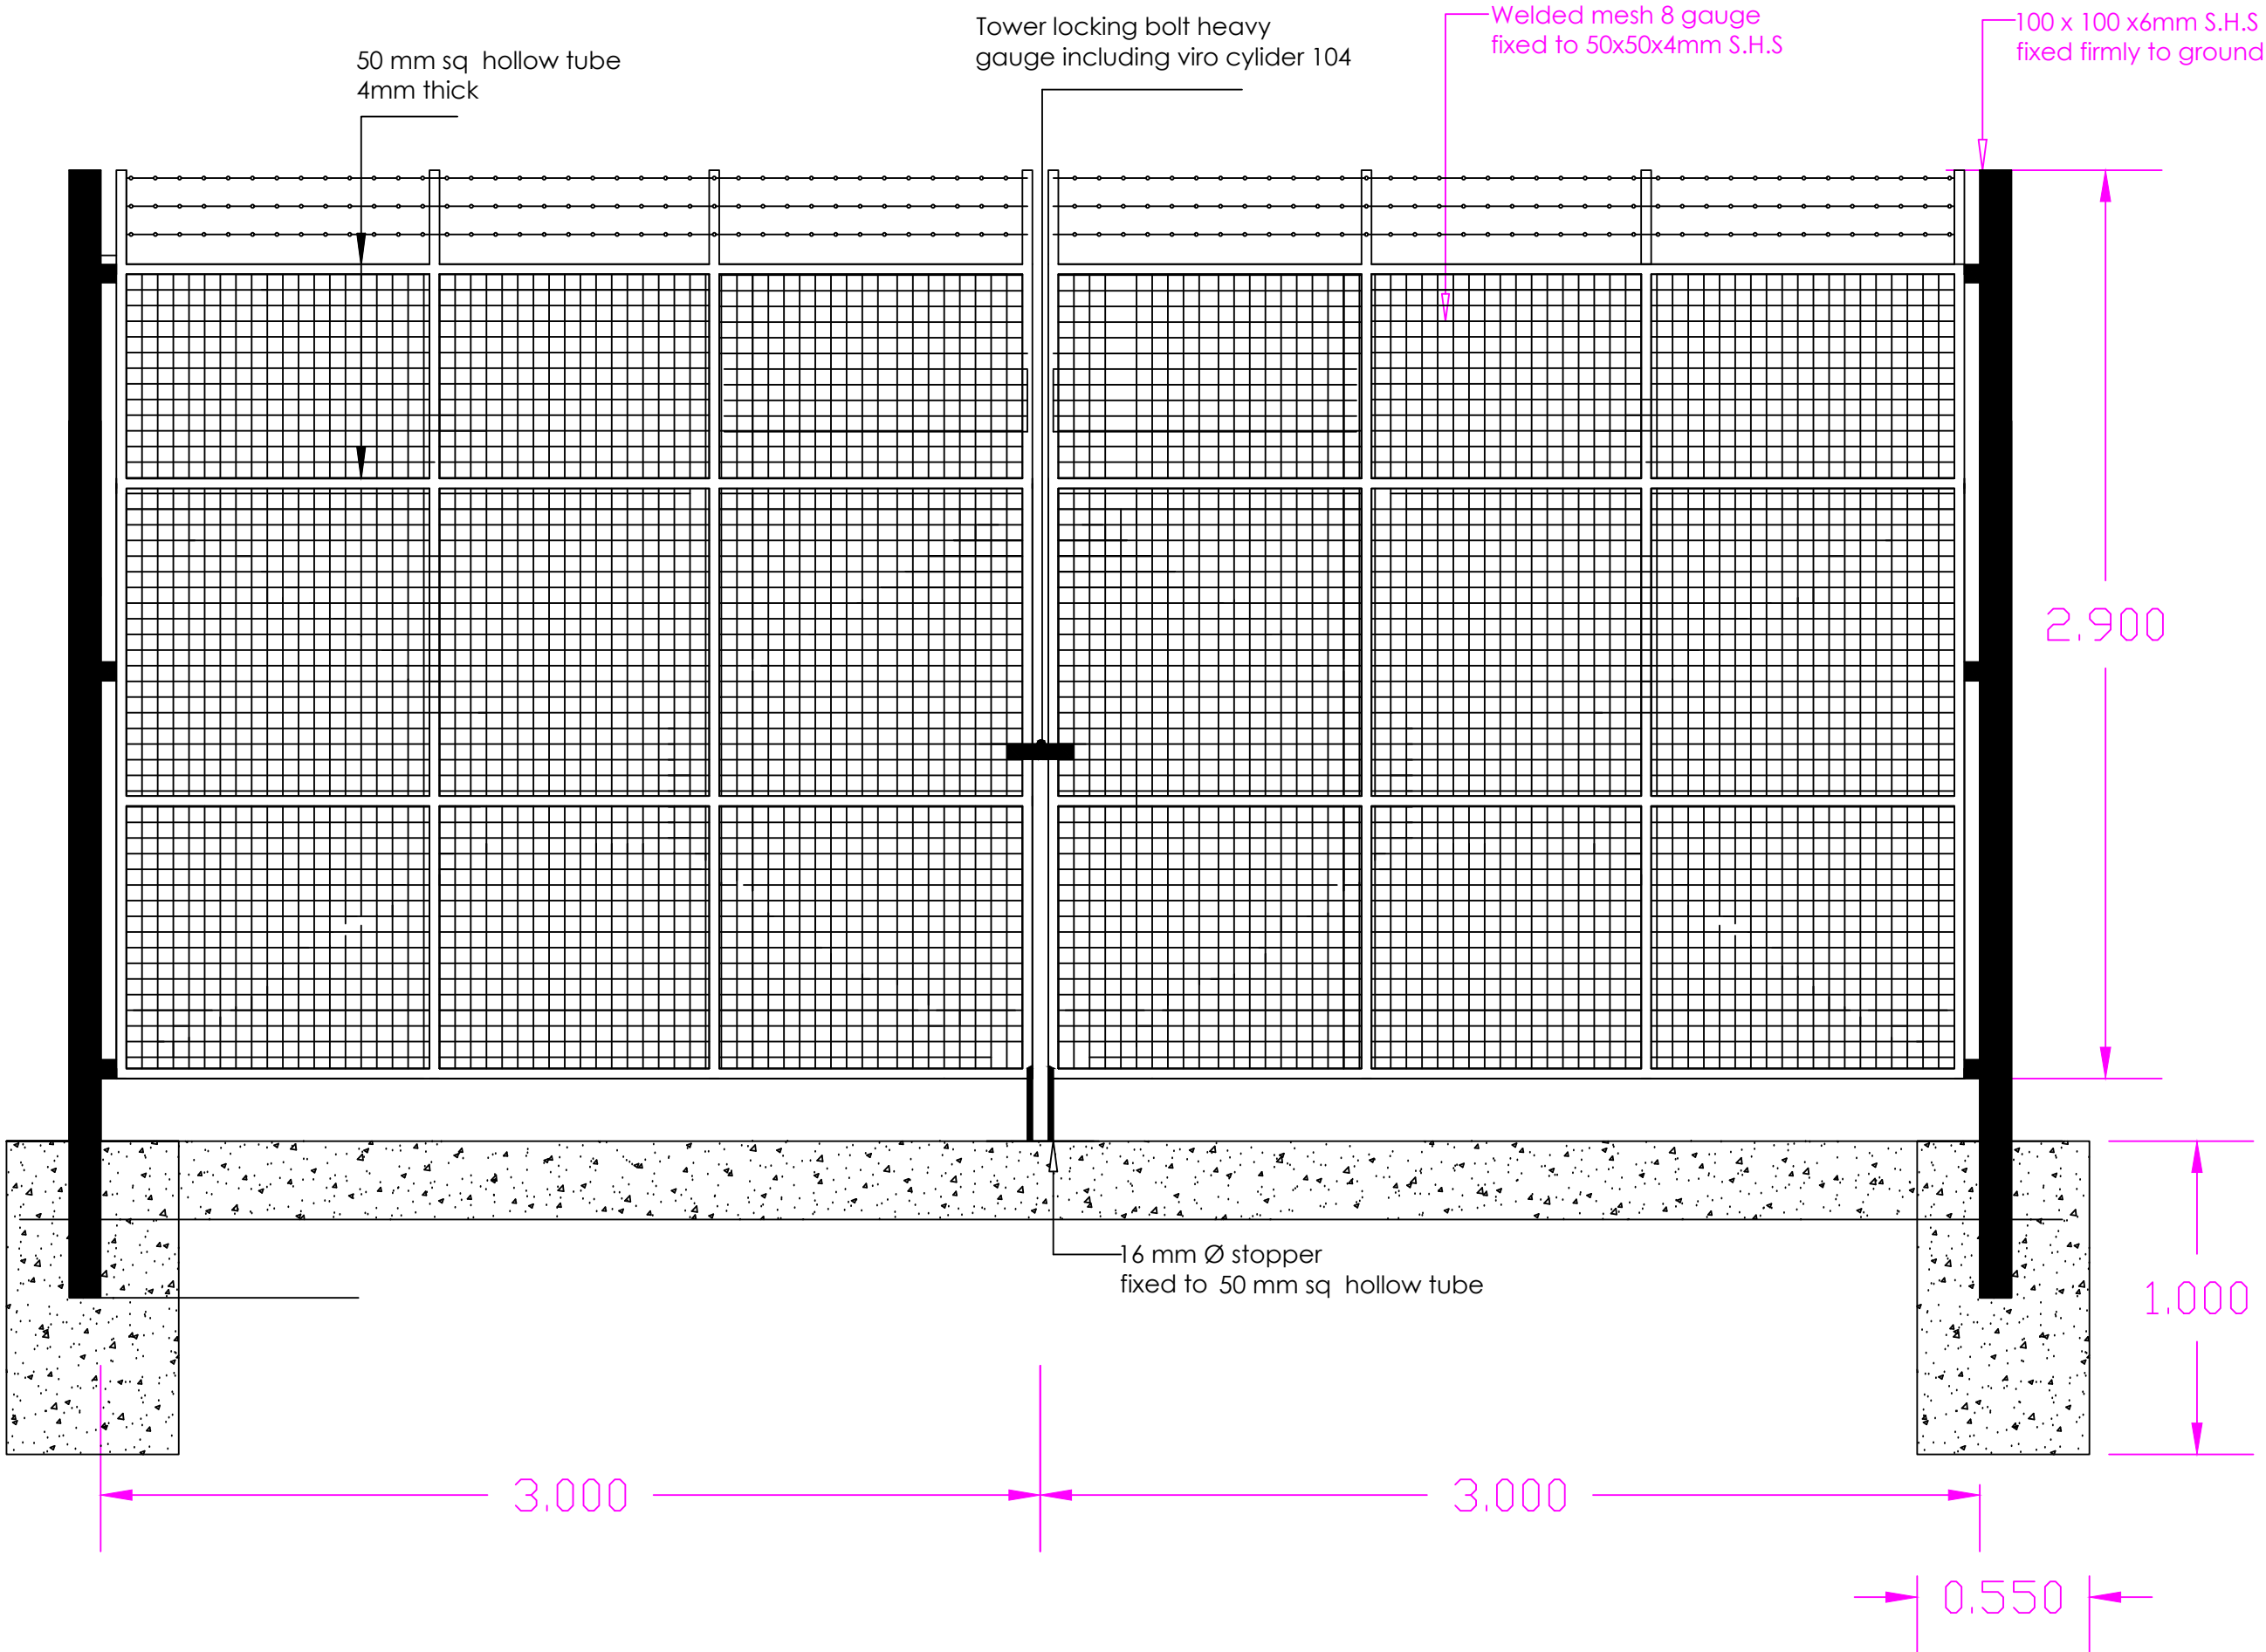 50 mm sq hollow tube
4mm thick
Tower locking bolt heavy
gauge including viro cylider 104
Welded mesh 8 gauge
fixed to 50x50x4mm S.H.S
100 x 100 x6mm S.H.S
fixed firmly to ground
2.900
16 mm Ø stopper
fixed to 50 mm sq hollow tube
1.000
3.000
3.000
0.550